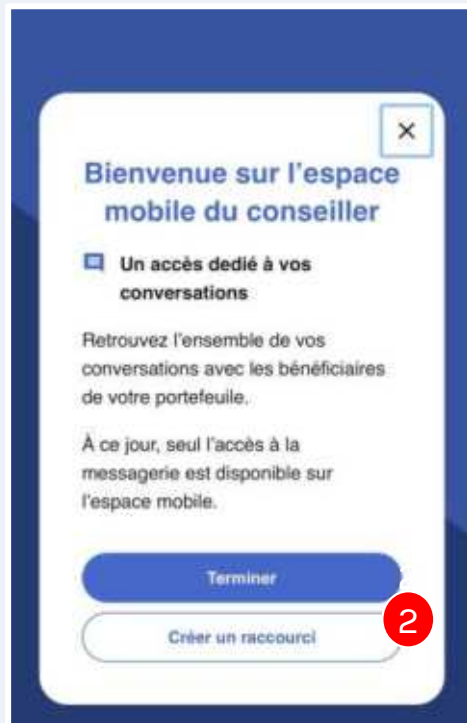 Bienvenue sur l'espace
mobile du conseiller
Un accès dedié à vos
conversations
Retrouvez l'ensemble de vos
conversations avec les bénéficiaires
de votre portefeuile.
À ce jour, seul l'accès à la
messagerie est disponible sur
l'espace mobile.
Terminer
Créer un raccourci
2